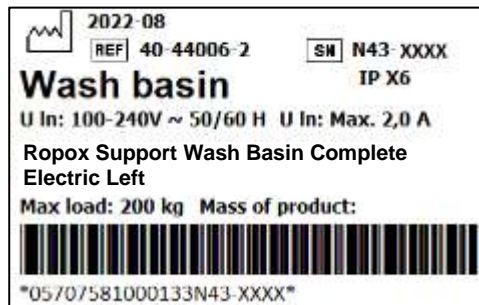 2022-08
REF 40-44006-2 SN N43-XXXX
Wash basin IP X6
U In: 100-240V ~ 50/60 H U In: Max. 2,0 A
Ropox Support Wash Basin Complete
Electric Left
Max load: 200 kg Mass of product:
*05707581000133N43-XXXX*